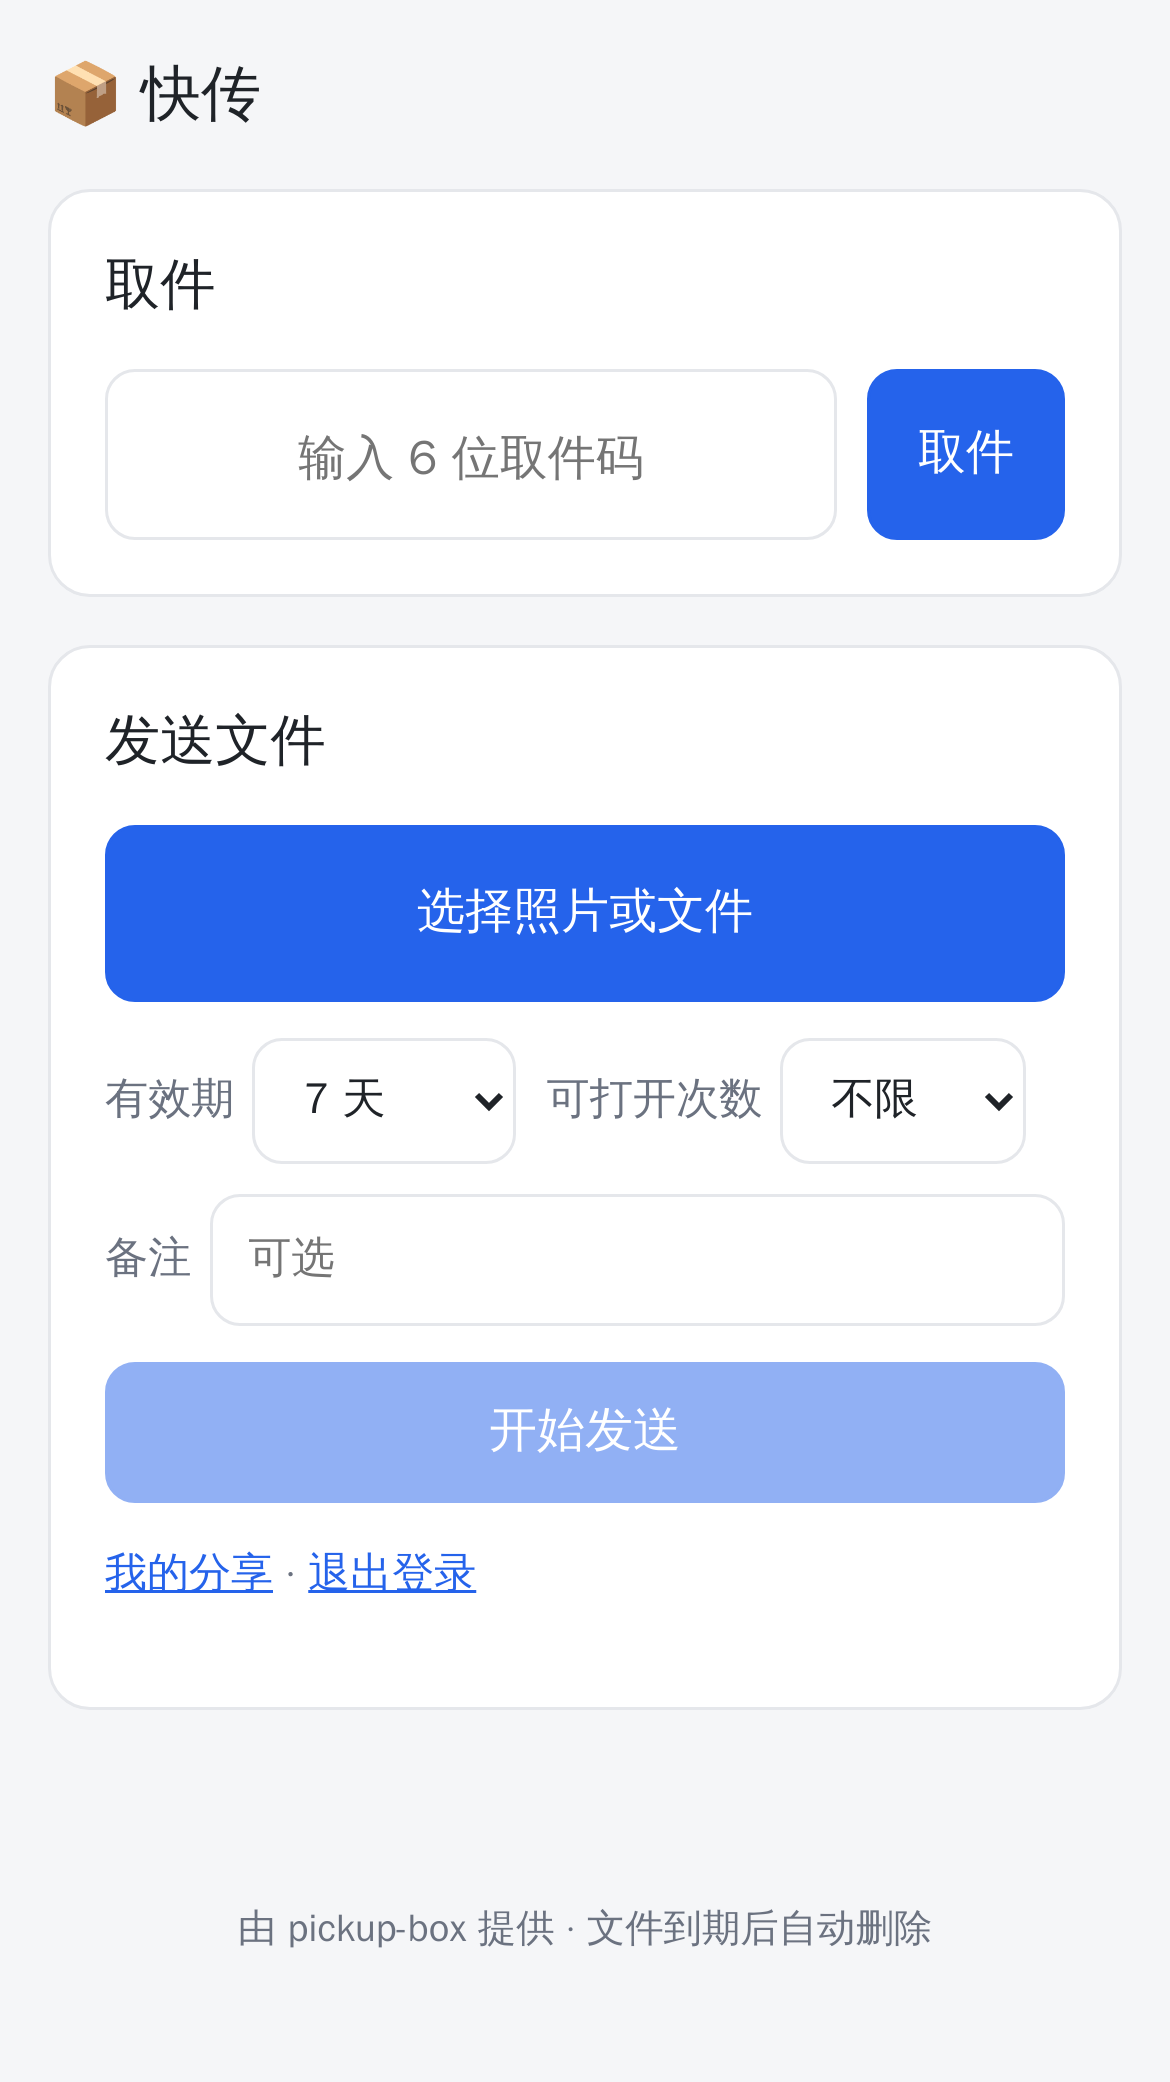 快传
取件
输入 6 位取件码
取件
发送文件
选择照片或文件
有效期 7 天 可打开次数 不限
备注 可选
开始发送
我的分享 · 退出登录
由 pickup-box 提供 · 文件到期后自动删除